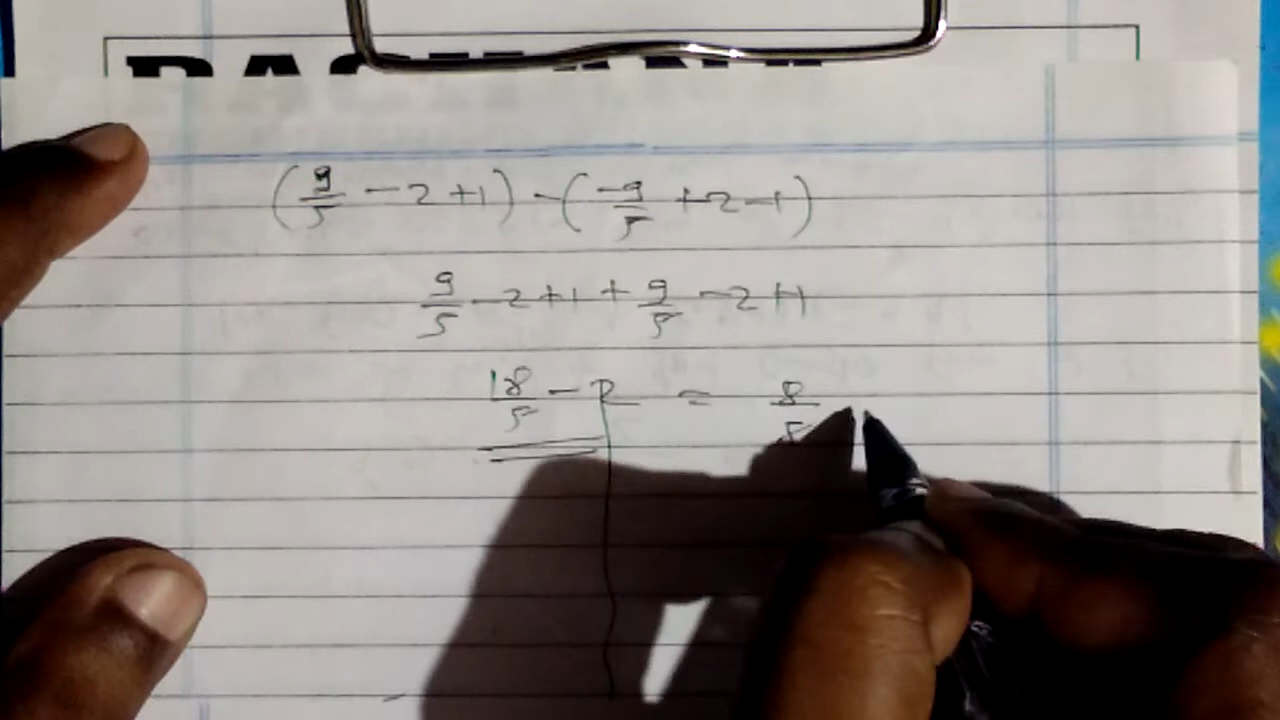 (9/5 - 2 + 1) - (-9/5 + 2 - 1)
9/5 - 2 + 1 + 9/5 - 2 + 1
18/5 - 2 = 8/5